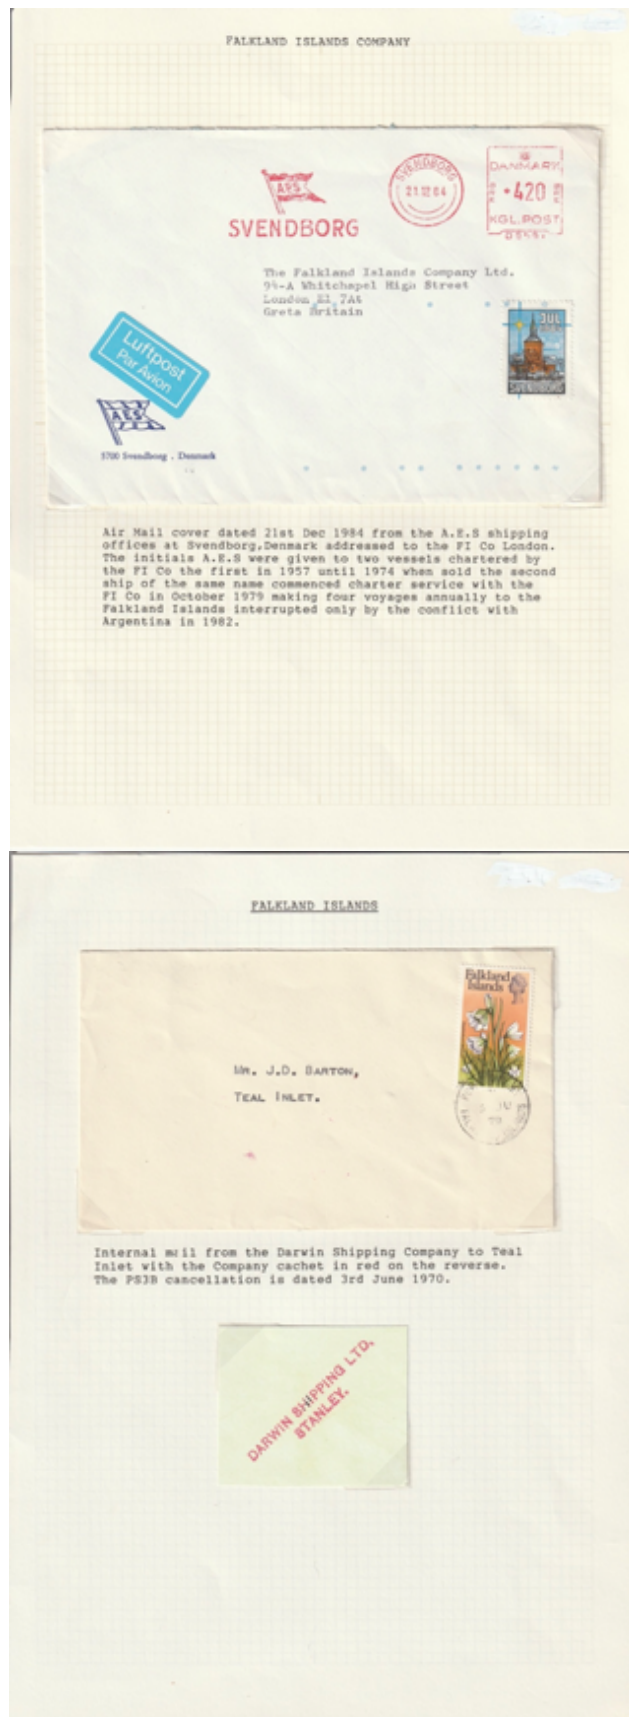 FALKLAND ISLANDS COMPANY
AES
SVENDBORG
SVENDBORG
21.12.84
DANMARK
420
KGL. POST
The Falkland Islands Company Ltd.
94-A Whitchapel High Street
London E1 7At
Greta Britain
Luftpost
Par Avion
JUL
SVENDBORG
AES
5700 Svendborg . Denmark
Air Mail cover dated 21st Dec 1984 from the A.E.S shipping
offices at Svendborg,Denmark addressed to the FI Co London.
The initials A.E.S were given to two vessels chartered by
the FI Co the first in 1957 until 1974 when sold the second
ship of the same name commenced charter service with the
FI Co in October 1979 making four voyages annually to the
Falkland Islands interrupted only by the conflict with
Argentina in 1982.
FALKLAND ISLANDS
Falkland
Islands
MR. J.D. BARTON,
TEAL INLET.
Internal mail from the Darwin Shipping Company to Teal
Inlet with the Company cachet in red on the reverse.
The PS3B cancellation is dated 3rd June 1970.
DARWIN SHIPPING LTD.
STANLEY.